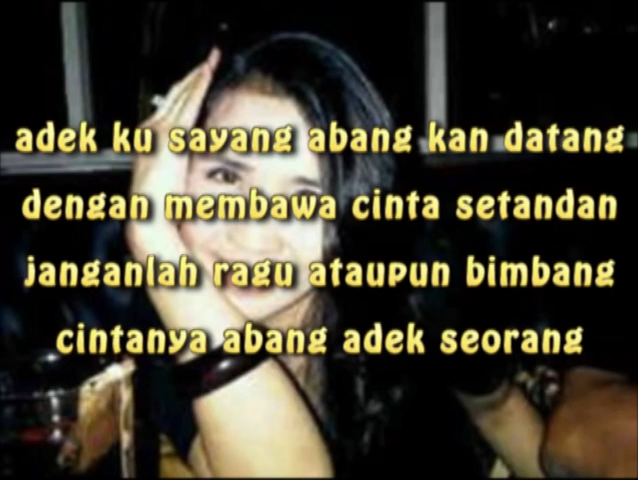 adek ku sayang abang kan datang
dengan membawa cinta setandan
janganlah ragu ataupun bimbang
cintanya abang adek seorang